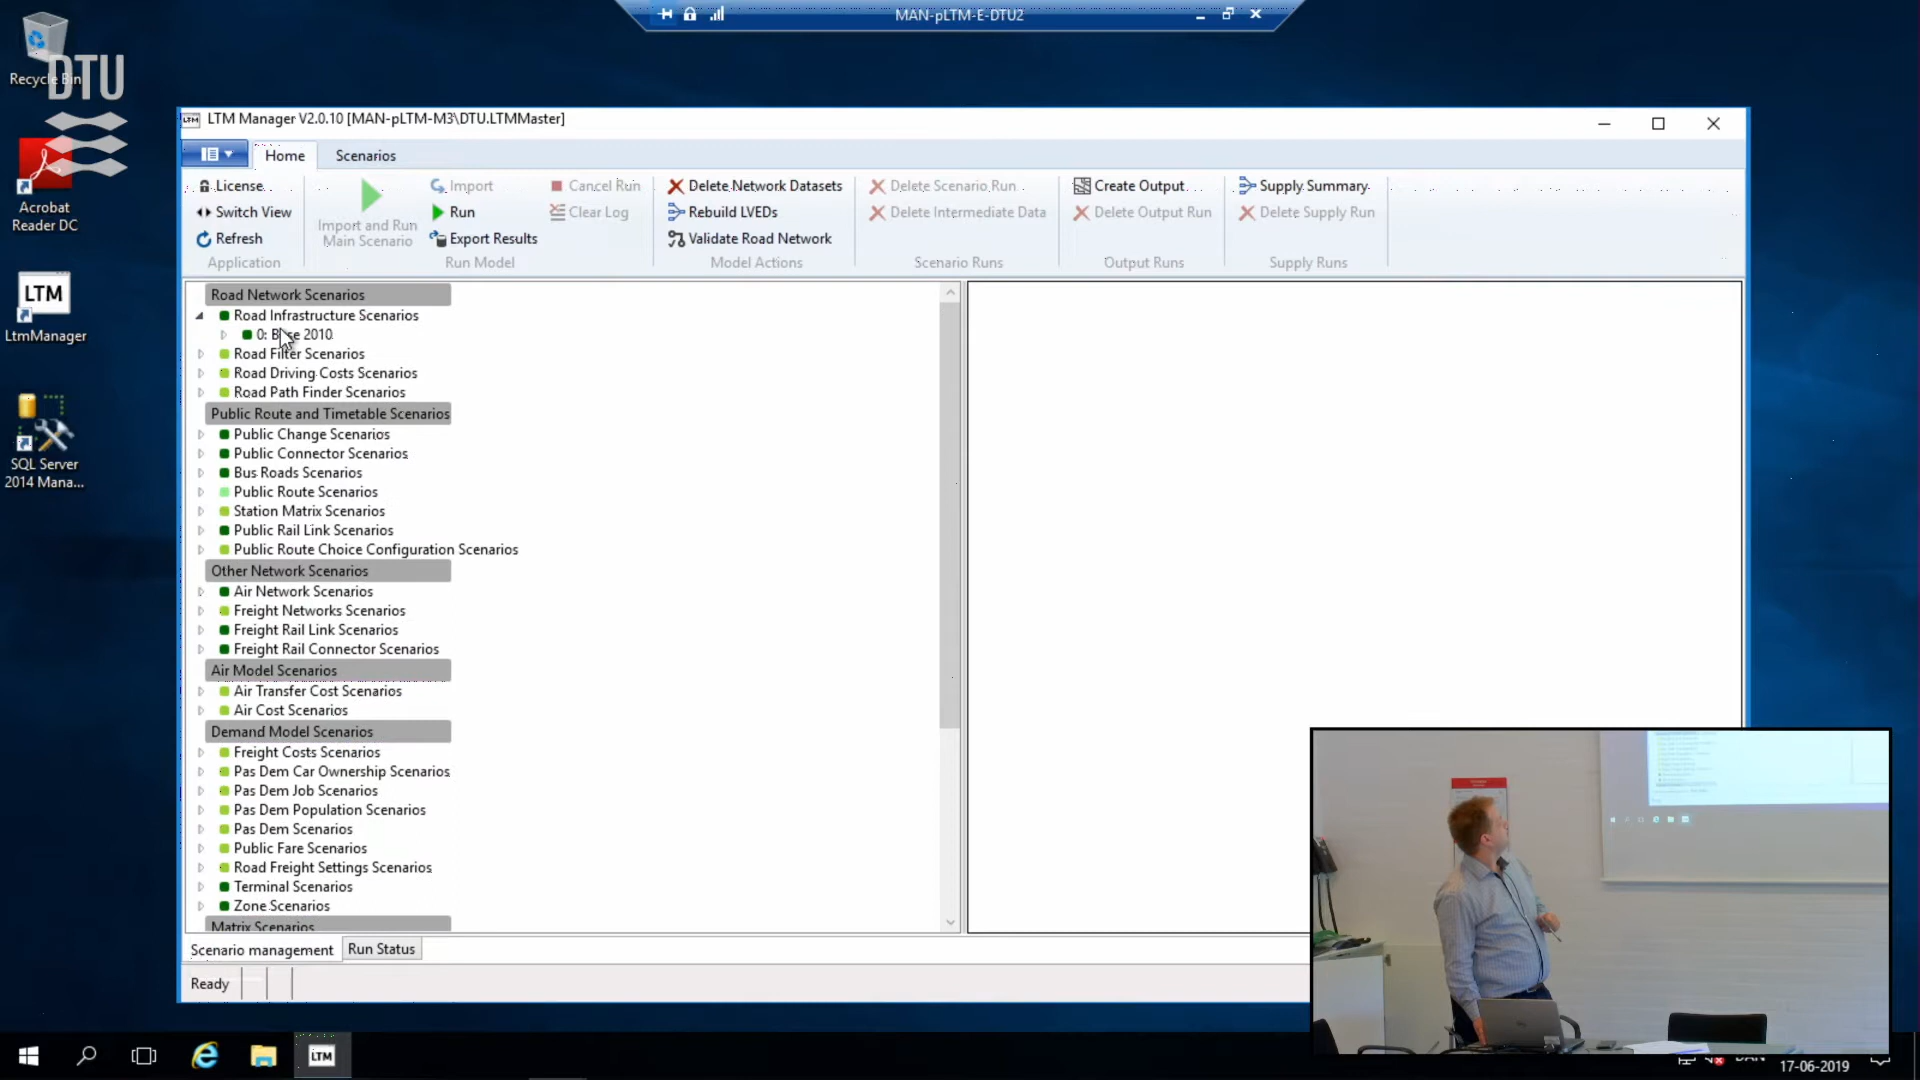 MAN-pLTM-E-DTU2
Recycle Bin
DTU
Acrobat
Reader DC
LTM
LtmManager
SQL Server
2014 Mana...
LTM Manager V2.0.10 [MAN-pLTM-M3\DTU.LTMMaster]
Home
Scenarios
License
Switch View
Refresh
Application
Import and Run
Main Scenario
Import
Run
Export Results
Cancel Run
Clear Log
Run Model
Delete Network Datasets
Rebuild LVEDs
Validate Road Network
Model Actions
Delete Scenario Run
Delete Intermediate Data
Scenario Runs
Create Output
Delete Output Run
Output Runs
Supply Summary
Delete Supply Run
Supply Runs
Road Network Scenarios
Road Infrastructure Scenarios
0: Base 2010
Road Filter Scenarios
Road Driving Costs Scenarios
Road Path Finder Scenarios
Public Route and Timetable Scenarios
Public Change Scenarios
Public Connector Scenarios
Bus Roads Scenarios
Public Route Scenarios
Station Matrix Scenarios
Public Rail Link Scenarios
Public Route Choice Configuration Scenarios
Other Network Scenarios
Air Network Scenarios
Freight Networks Scenarios
Freight Rail Link Scenarios
Freight Rail Connector Scenarios
Air Model Scenarios
Air Transfer Cost Scenarios
Air Cost Scenarios
Demand Model Scenarios
Freight Costs Scenarios
Pas Dem Car Ownership Scenarios
Pas Dem Job Scenarios
Pas Dem Population Scenarios
Pas Dem Scenarios
Public Fare Scenarios
Road Freight Settings Scenarios
Terminal Scenarios
Zone Scenarios
Matrix Scenarios
Scenario management
Run Status
Ready
LTM
DAN
17-06-2019